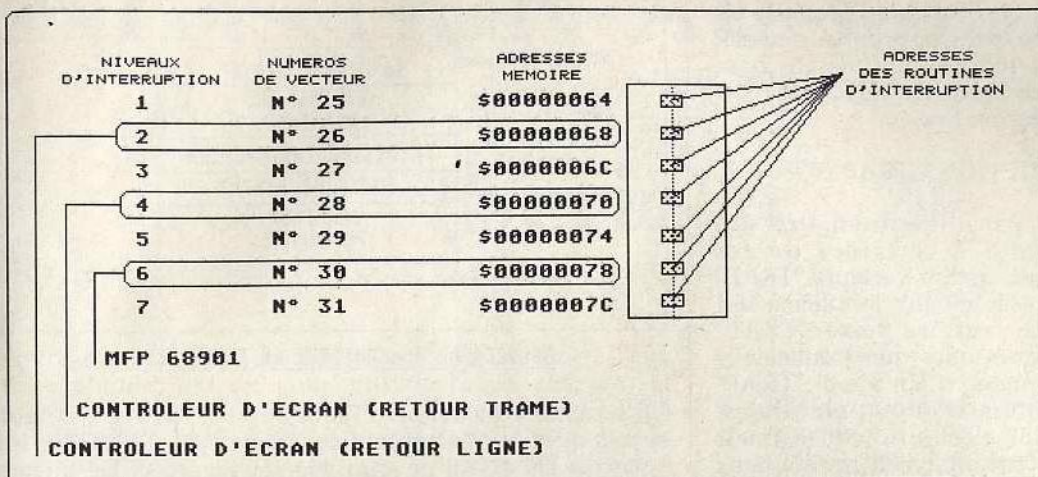 NIVEAUX
D'INTERRUPTION
NUMEROS
DE VECTEUR
ADRESSES
MEMOIRE
ADRESSES
DES ROUTINES
D'INTERRUPTION
1 N° 25 $00000064
2 N° 26 $00000068
3 N° 27 $0000006C
4 N° 28 $00000070
5 N° 29 $00000074
6 N° 30 $00000078
7 N° 31 $0000007C
MFP 68901
CONTROLEUR D'ECRAN (RETOUR TRAME)
CONTROLEUR D'ECRAN (RETOUR LIGNE)